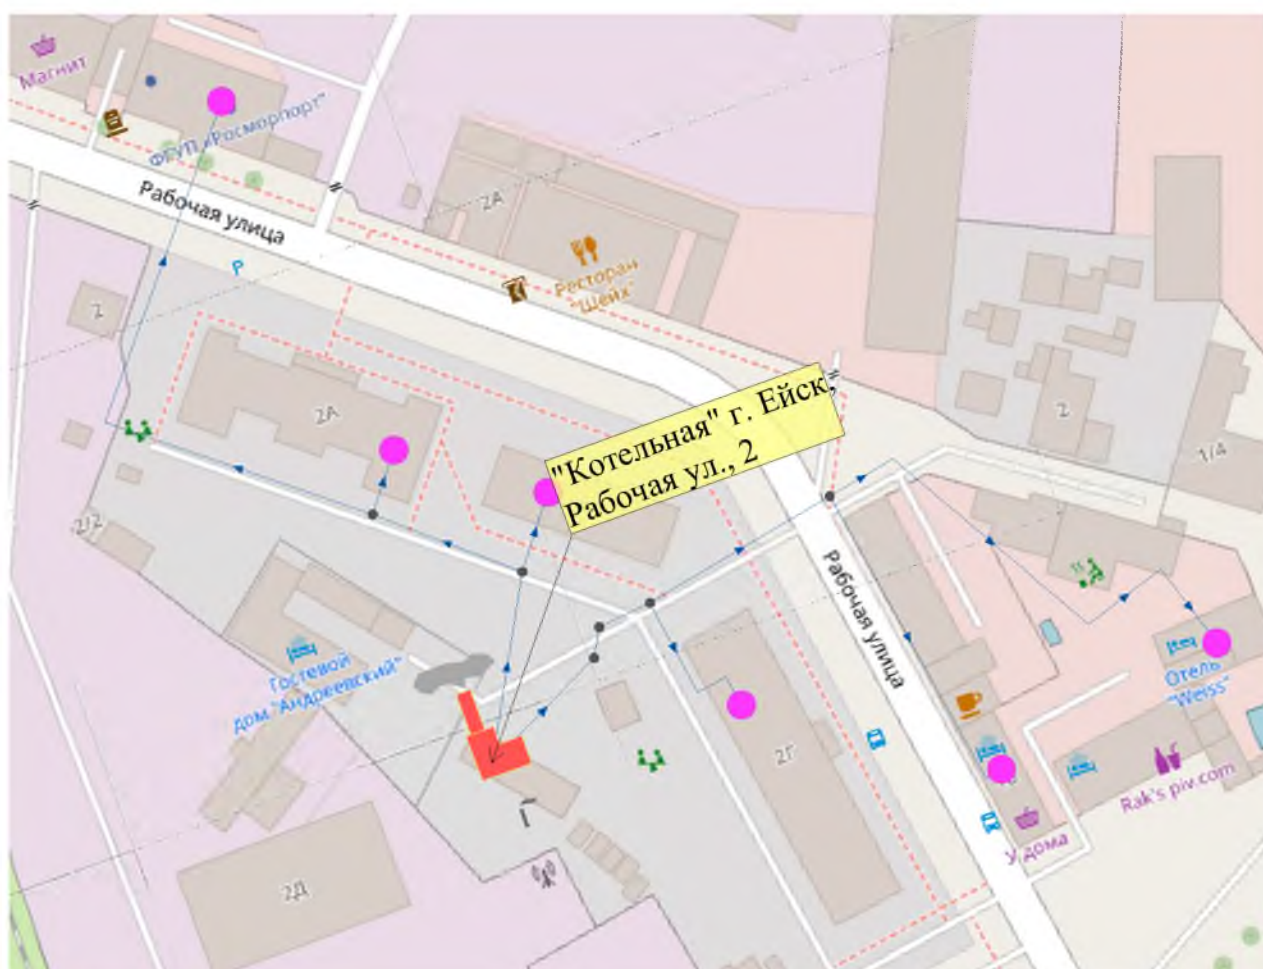 Магнит
ФГУП «Росморпорт"
Рабочая улица
P
2А
Ресторан
"Шейх"
2
2А
"Котельная" г. Ейск,
Рабочая ул., 2
2
1/4
2/2
Рабочая улица
Гостевой
дом "Андреевский"
Отель
"Weiss"
2Г
Rak's piv.com
У дома
2Д